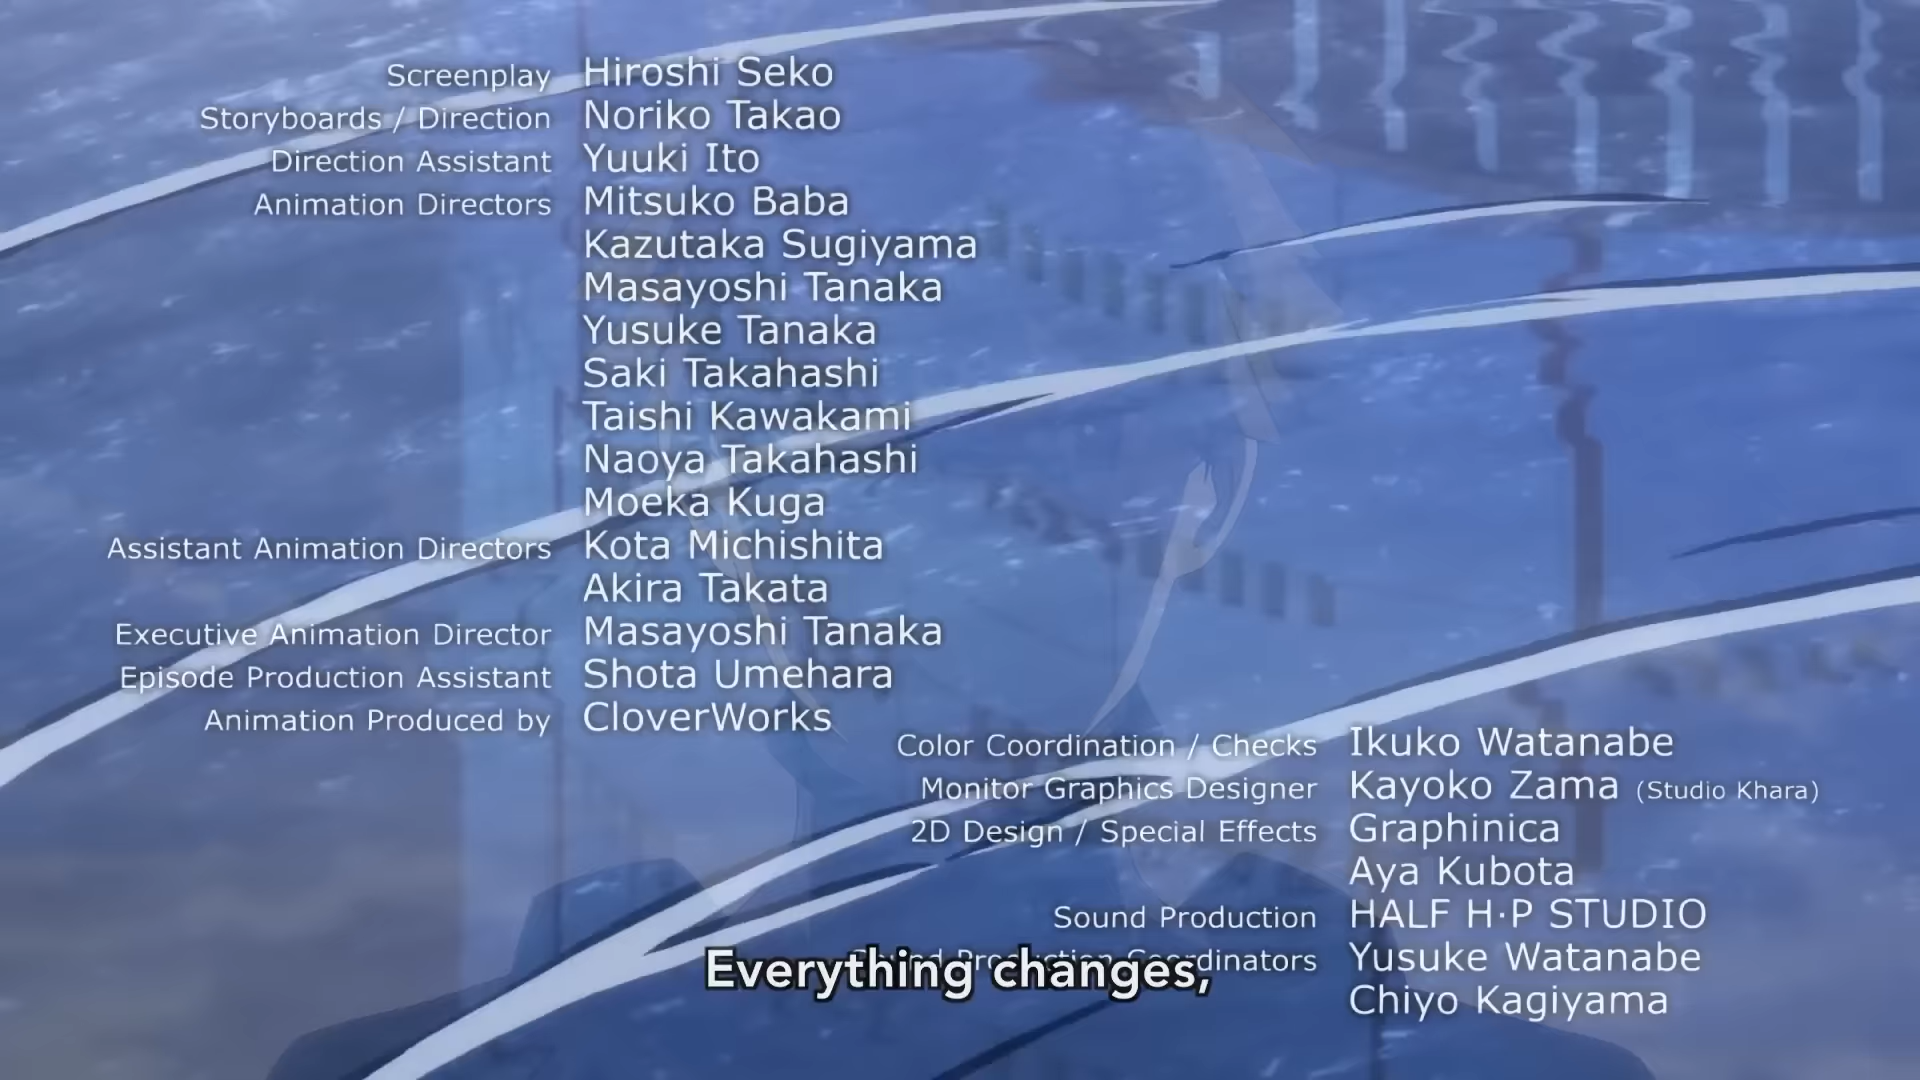 Screenplay Hiroshi Seko
Storyboards / Direction Noriko Takao
Direction Assistant Yuuki Ito
Animation Directors Mitsuko Baba
Kazutaka Sugiyama
Masayoshi Tanaka
Yusuke Tanaka
Saki Takahashi
Taishi Kawakami
Naoya Takahashi
Moeka Kuga
Assistant Animation Directors Kota Michishita
Akira Takata
Executive Animation Director Masayoshi Tanaka
Episode Production Assistant Shota Umehara
Animation Produced by CloverWorks
Color Coordination / Checks Ikuko Watanabe
Monitor Graphics Designer Kayoko Zama (Studio Khara)
2D Design / Special Effects Graphinica
Aya Kubota
Sound Production HALF H·P STUDIO
Sound Production Coordinators Yusuke Watanabe
Chiyo Kagiyama
Everything changes,